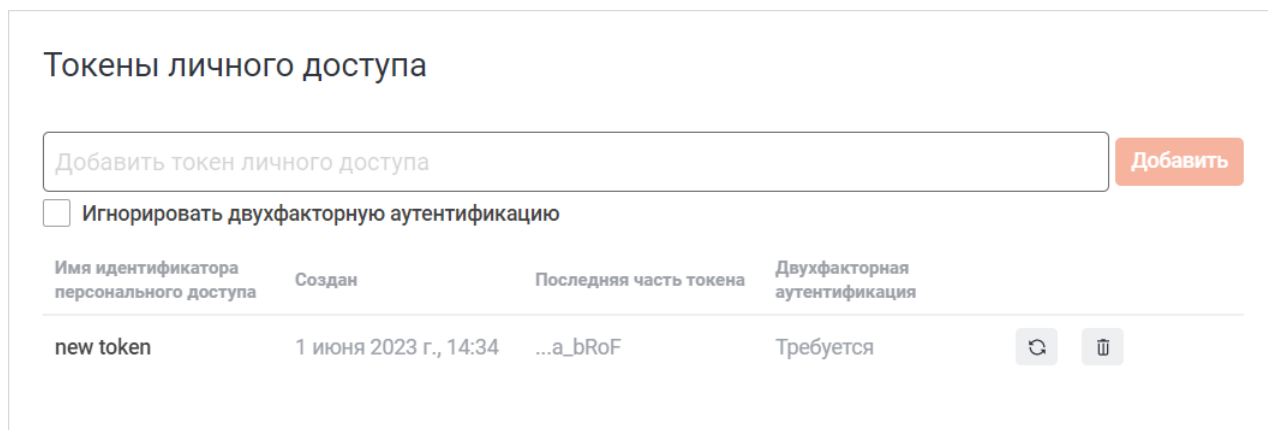 Токены личного доступа
Добавить токен личного доступа
Добавить
Игнорировать двухфакторную аутентификацию
Имя идентификатора персонального доступа Создан Последняя часть токена Двухфакторная аутентификация
new token 1 июня 2023 г., 14:34 ...a_bRoF Требуется